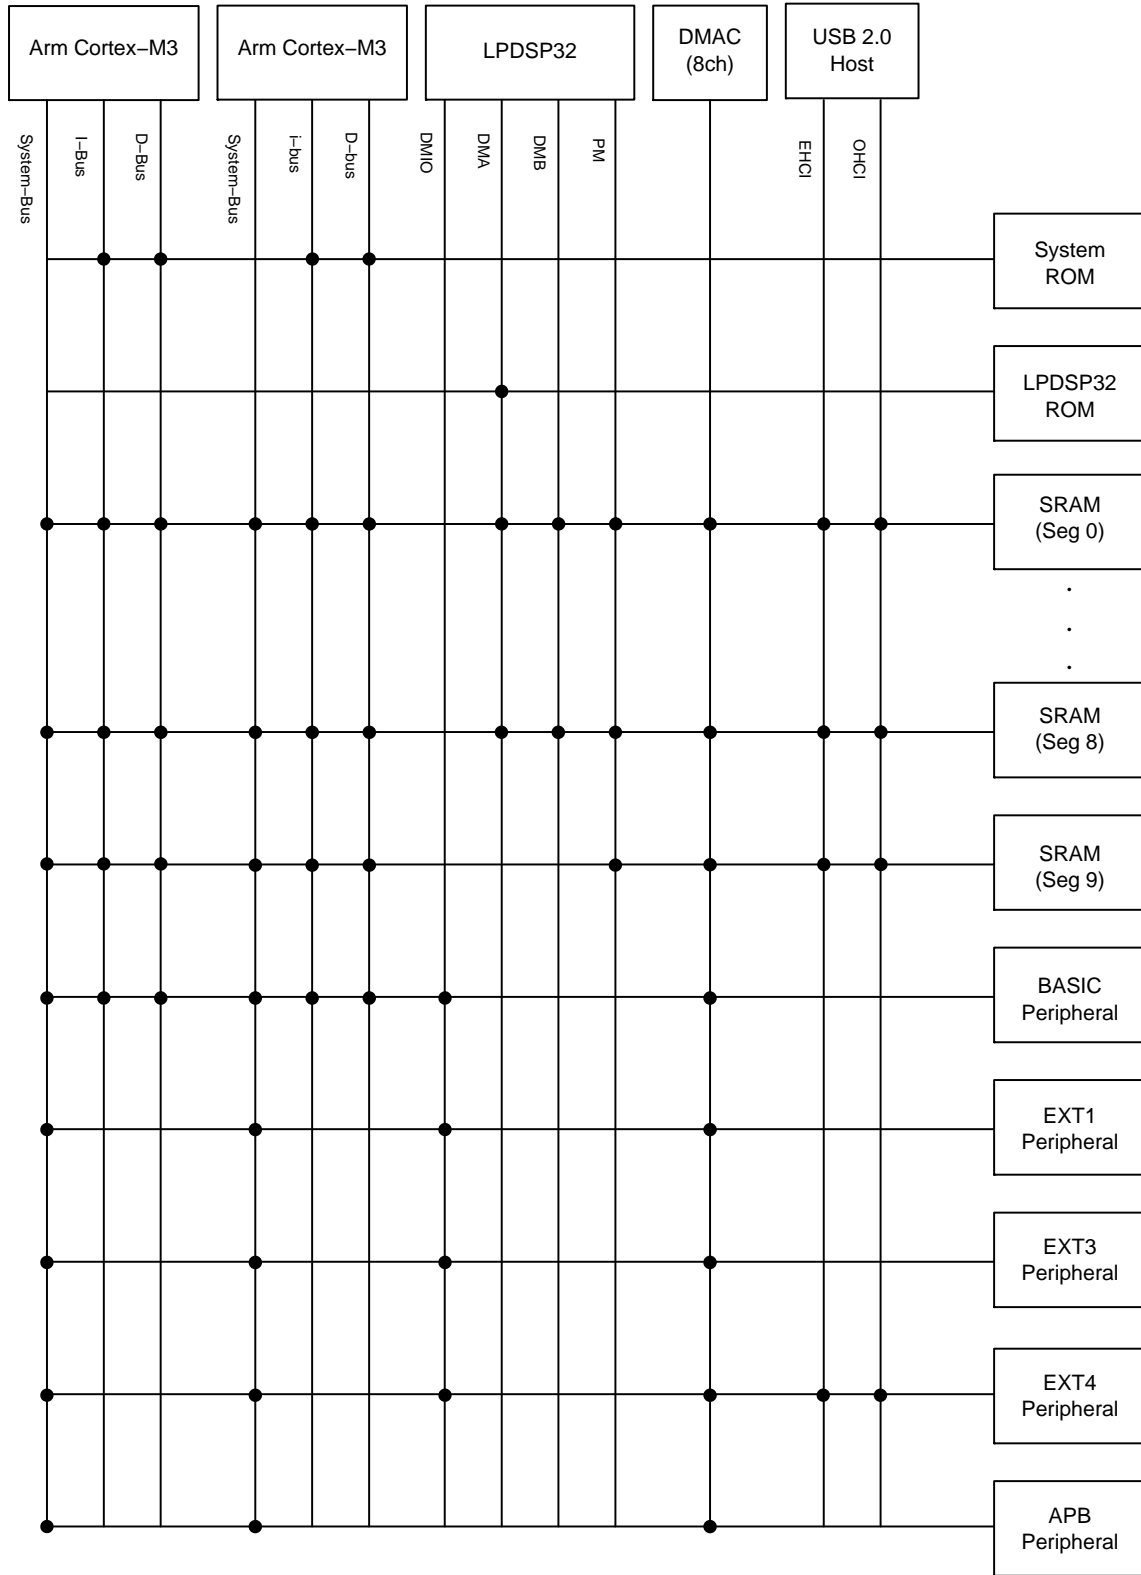 Arm Cortex–M3
Arm Cortex–M3
LPDSP32
DMAC
(8ch)
USB 2.0
Host
System–Bus
I–Bus
D–Bus
System–Bus
i–bus
D–bus
DMIO
DMA
DMB
PM
EHCI
OHCI
System
ROM
LPDSP32
ROM
SRAM
(Seg 0)
.
.
.
SRAM
(Seg 8)
SRAM
(Seg 9)
BASIC
Peripheral
EXT1
Peripheral
EXT3
Peripheral
EXT4
Peripheral
APB
Peripheral